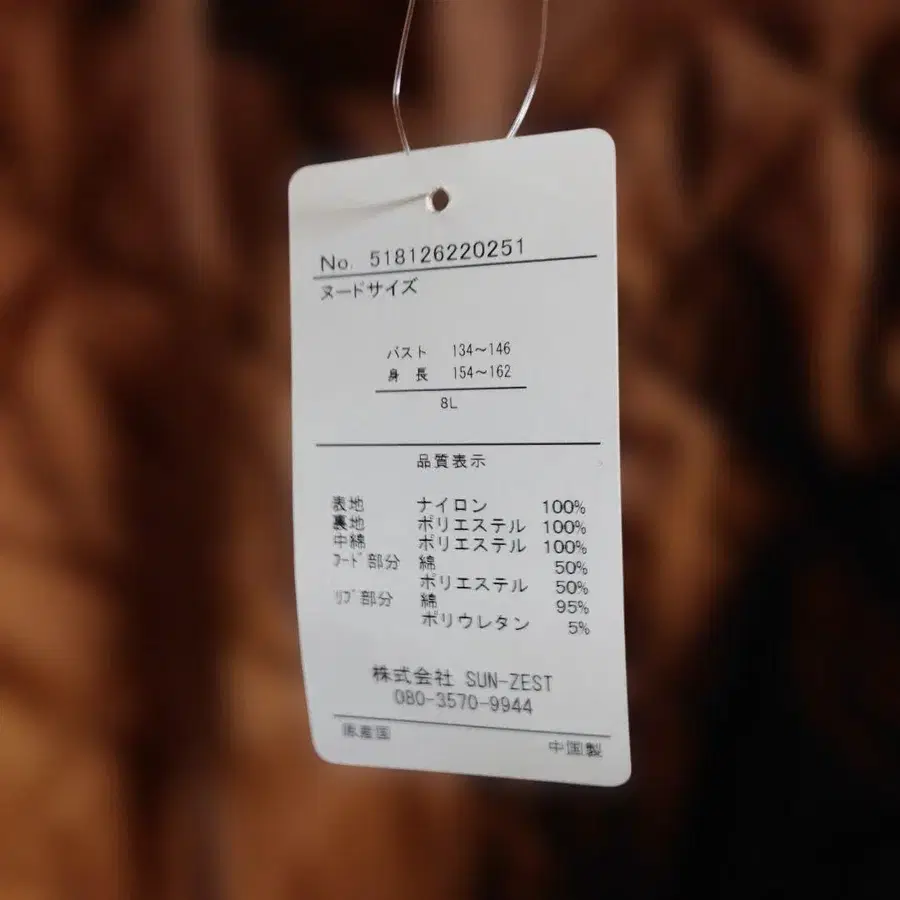 No. 518126220251
ヌードサイズ
バスト 134～146
身 長 154～162
8L
品質表示
表地 ナイロン 100%
裏地 ポリエステル 100%
中綿 ポリエステル 100%
ﾌｰﾄﾞ部分 綿 50%
ポリエステル 50%
ﾘﾌﾞ部分 綿 95%
ポリウレタン 5%
株式会社 SUN-ZEST
080-3570-9944
原産国 中国製